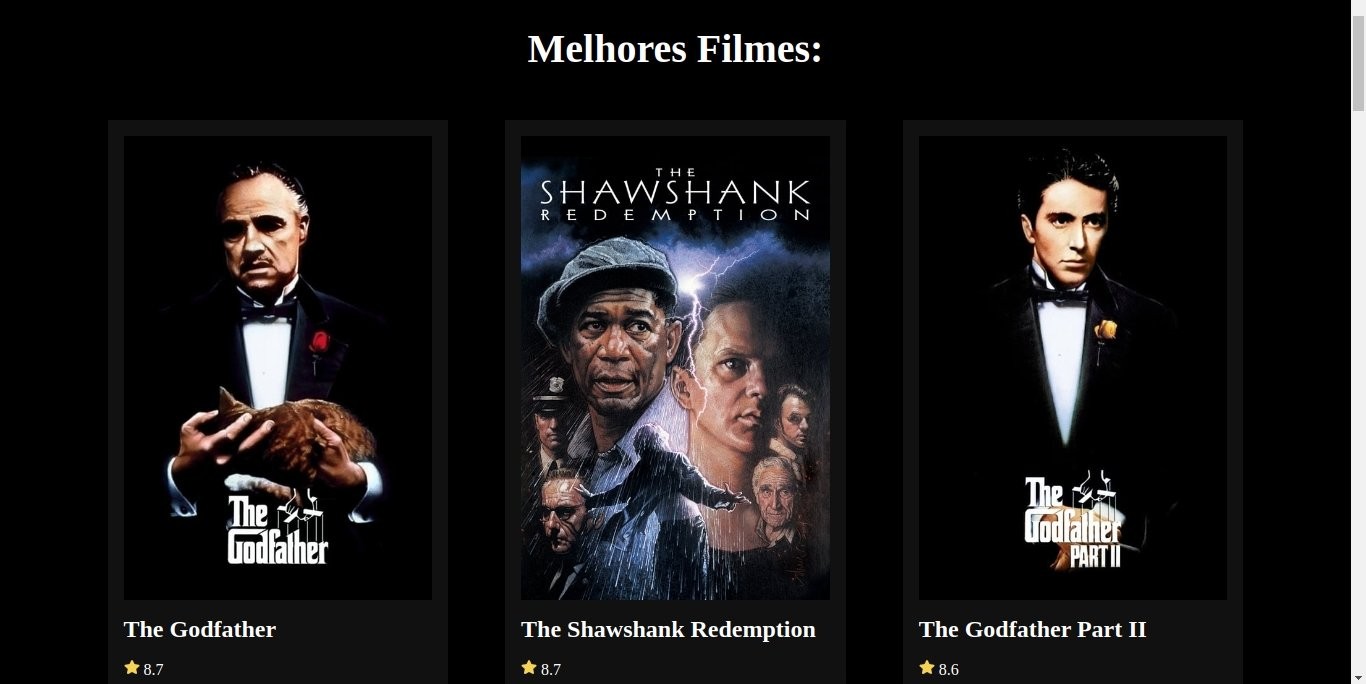 Melhores Filmes:
The
Godfather
THE
SHAWSHANK
REDEMPTION
The
Godfather
PART II
The Godfather
The Shawshank Redemption
The Godfather Part II
8.7
8.7
8.6